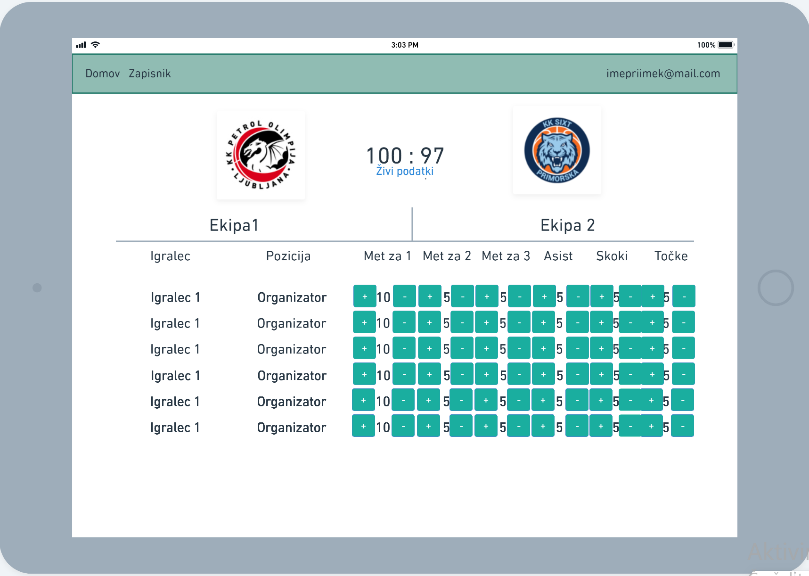 3:03 PM 100%
Domov Zapisnik imepriimek@mail.com
KK PETROL OLIMPIJA
LJUBLJANA
KK SIXT
PRIMORSKA
100 : 97
Živi podatki
Ekipa1 Ekipa 2
Igralec Pozicija Met za 1 Met za 2 Met za 3 Asist Skoki Točke
Igralec 1 Organizator + 10 - + 5 - + 5 - + 5 - + 5 - + 5 -
Igralec 1 Organizator + 10 - + 5 - + 5 - + 5 - + 5 - + 5 -
Igralec 1 Organizator + 10 - + 5 - + 5 - + 5 - + 5 - + 5 -
Igralec 1 Organizator + 10 - + 5 - + 5 - + 5 - + 5 - + 5 -
Igralec 1 Organizator + 10 - + 5 - + 5 - + 5 - + 5 - + 5 -
Igralec 1 Organizator + 10 - + 5 - + 5 - + 5 - + 5 - + 5 -